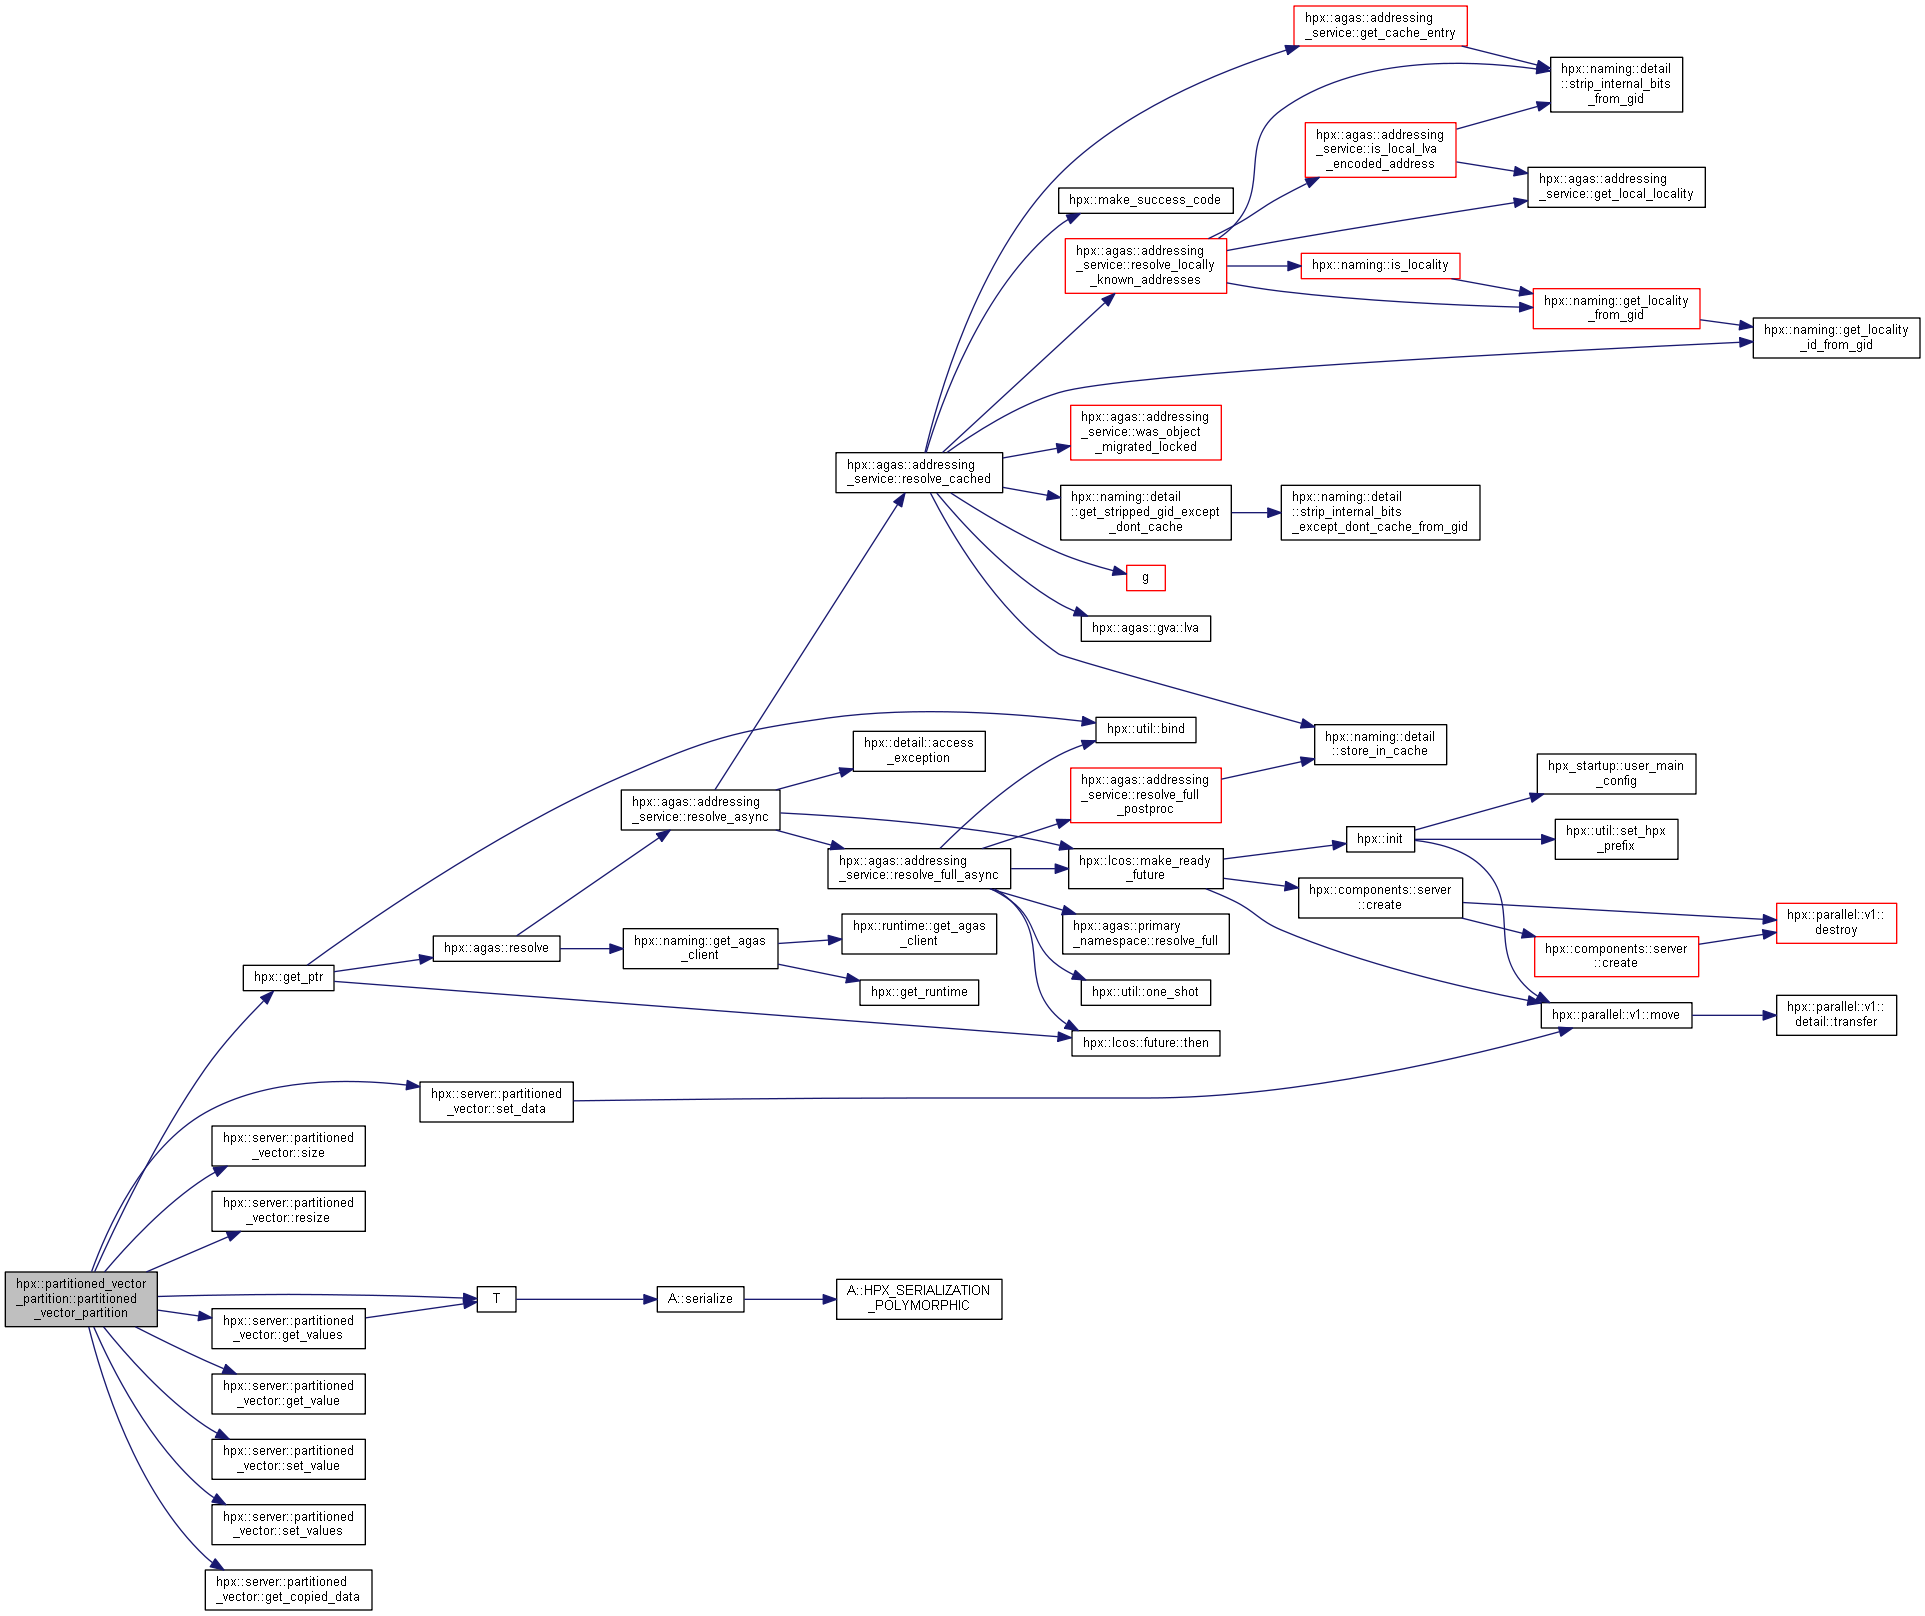 hpx::agas::addressing
_service::get_cache_entry
hpx::naming::detail
::strip_internal_bits
_from_gid
hpx::agas::addressing
_service::is_local_lva
_encoded_address
hpx::agas::addressing
_service::get_local_locality
hpx::make_success_code
hpx::agas::addressing
_service::resolve_locally
_known_addresses
hpx::naming::is_locality
hpx::naming::get_locality
_from_gid
hpx::naming::get_locality
_id_from_gid
hpx::agas::addressing
_service::was_object
_migrated_locked
hpx::agas::addressing
_service::resolve_cached
hpx::naming::detail
::get_stripped_gid_except
_dont_cache
hpx::naming::detail
::strip_internal_bits
_except_dont_cache_from_gid
g
hpx::agas::gva::lva
hpx::util::bind
hpx::naming::detail
::store_in_cache
hpx::detail::access
_exception
hpx_startup::user_main
_config
hpx::agas::addressing
_service::resolve_async
hpx::agas::addressing
_service::resolve_full
_postproc
hpx::init
hpx::util::set_hpx
_prefix
hpx::agas::addressing
_service::resolve_full_async
hpx::lcos::make_ready
_future
hpx::components::server
::create
hpx::parallel::v1::
destroy
hpx::agas::resolve
hpx::naming::get_agas
_client
hpx::runtime::get_agas
_client
hpx::agas::primary
_namespace::resolve_full
hpx::components::server
::create
hpx::get_ptr
hpx::get_runtime
hpx::util::one_shot
hpx::parallel::v1::move
hpx::parallel::v1::
detail::transfer
hpx::lcos::future::then
hpx::server::partitioned
_vector::set_data
hpx::server::partitioned
_vector::size
hpx::server::partitioned
_vector::resize
hpx::partitioned_vector
_partition::partitioned
_vector_partition
T
A::serialize
A::HPX_SERIALIZATION
_POLYMORPHIC
hpx::server::partitioned
_vector::get_values
hpx::server::partitioned
_vector::get_value
hpx::server::partitioned
_vector::set_value
hpx::server::partitioned
_vector::set_values
hpx::server::partitioned
_vector::get_copied_data